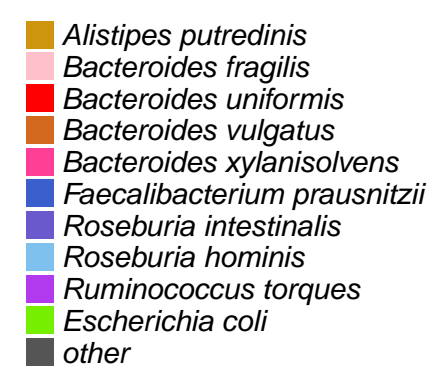 Alistipes putredinis
Bacteroides fragilis
Bacteroides uniformis
Bacteroides vulgatus
Bacteroides xylanisolvens
Faecalibacterium prausnitzii
Roseburia intestinalis
Roseburia hominis
Ruminococcus torques
Escherichia coli
other